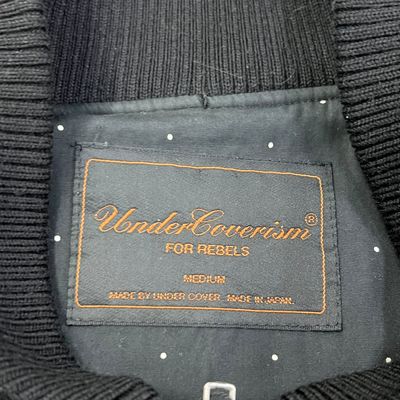 UnderCoverism®
FOR REBELS
MEDIUM
MADE BY UNDER COVER. MADE IN JAPAN.